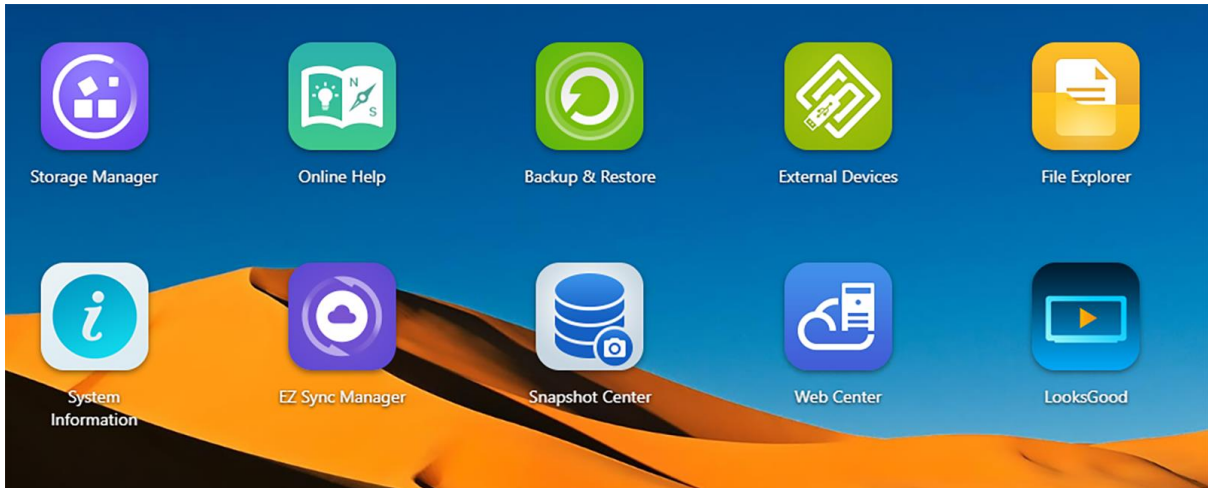 N
S
Storage Manager
Online Help
Backup & Restore
External Devices
File Explorer
System
Information
EZ Sync Manager
Snapshot Center
Web Center
LooksGood